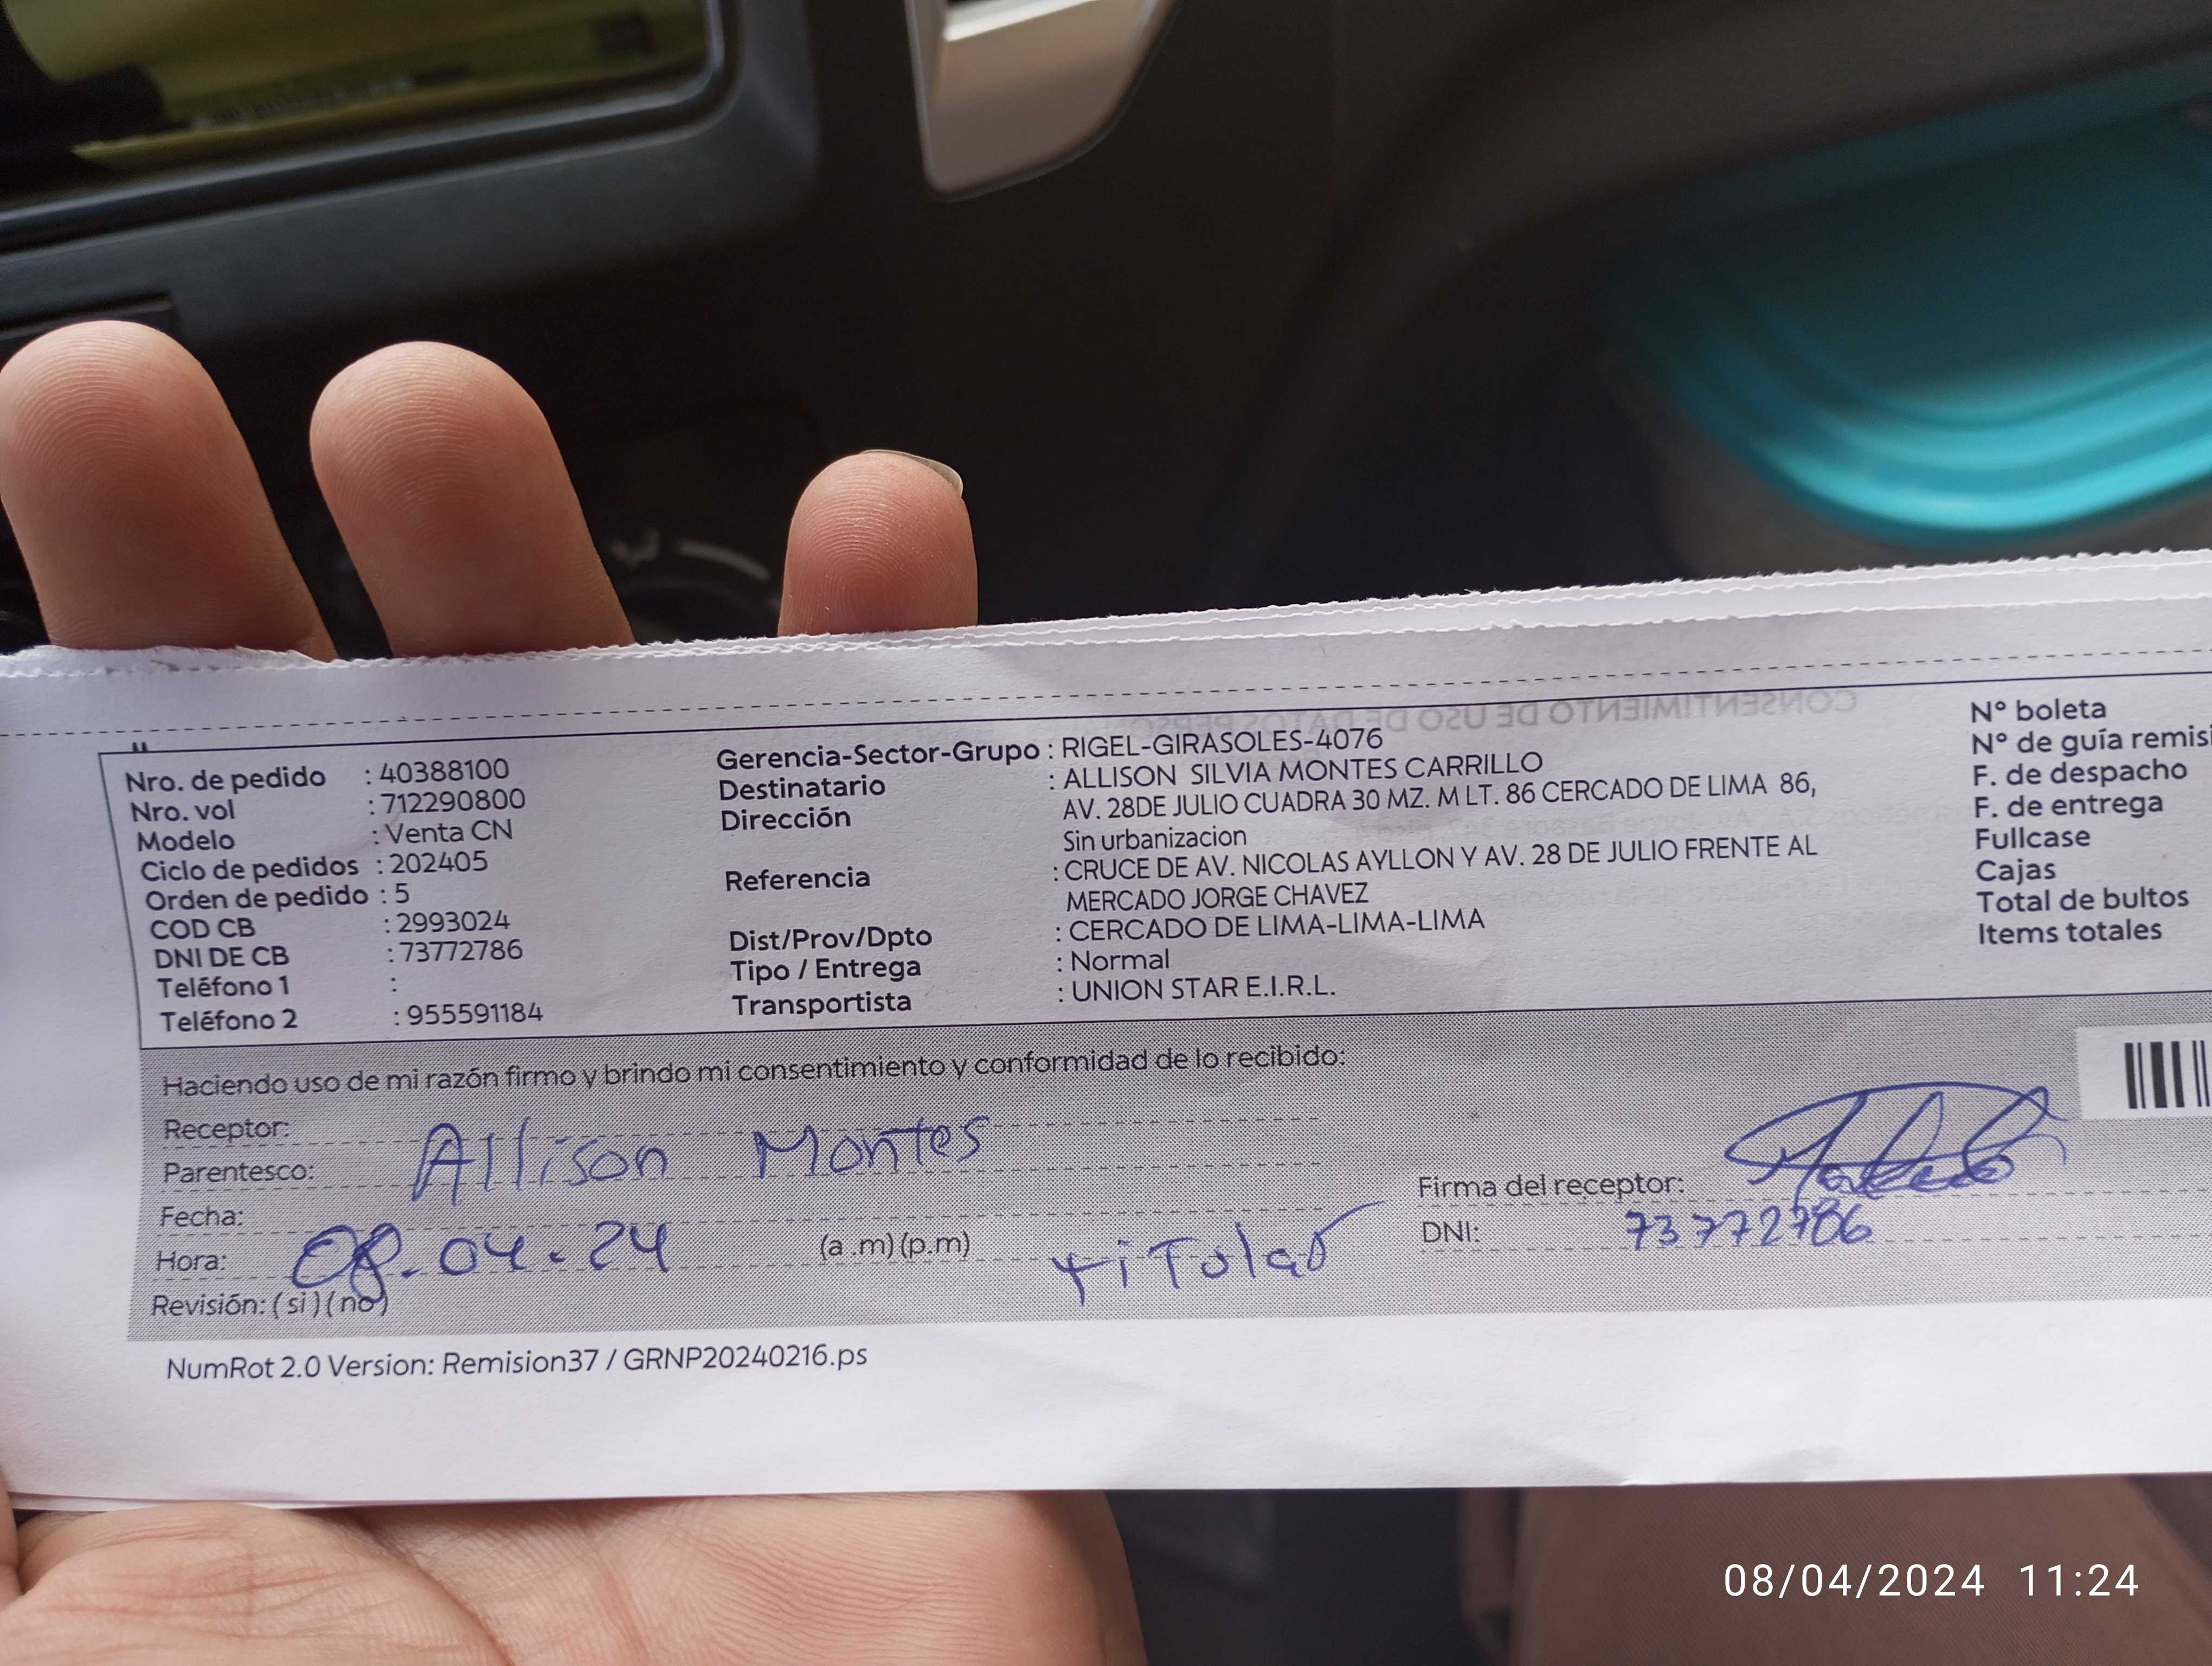 CONSENTIMIENTO DE USO DE DATOS PERSONAL
Nro. de pedido : 40388100
Nro. vol : 712290800
Modelo : Venta CN
Ciclo de pedidos : 202405
Orden de pedido : 5
COD CB : 2993024
DNI DE CB : 73772786
Teléfono 1 :
Teléfono 2 : 955591184
Gerencia-Sector-Grupo : RIGEL-GIRASOLES-4076
Destinatario : ALLISON SILVIA MONTES CARRILLO
Dirección AV. 28DE JULIO CUADRA 30 MZ. M LT. 86 CERCADO DE LIMA 86,
Sin urbanizacion
Referencia : CRUCE DE AV. NICOLAS AYLLON Y AV. 28 DE JULIO FRENTE AL
MERCADO JORGE CHAVEZ
Dist/Prov/Dpto : CERCADO DE LIMA-LIMA-LIMA
Tipo / Entrega : Normal
Transportista : UNION STAR E.I.R.L.
N° boleta
N° de guía remisi
F. de despacho
F. de entrega
Fullcase
Cajas
Total de bultos
Items totales
Haciendo uso de mi razón firmo y brindo mi consentimiento y conformidad de lo recibido:
Receptor:
Parentesco: Allison Montes
Fecha:
Hora: 08.04.24 (a .m)(p.m) titular
Revisión: (si)(no)
Firma del receptor:
DNI: 73772786
NumRot 2.0 Version: Remision37 / GRNP20240216.ps
08/04/2024 11:24